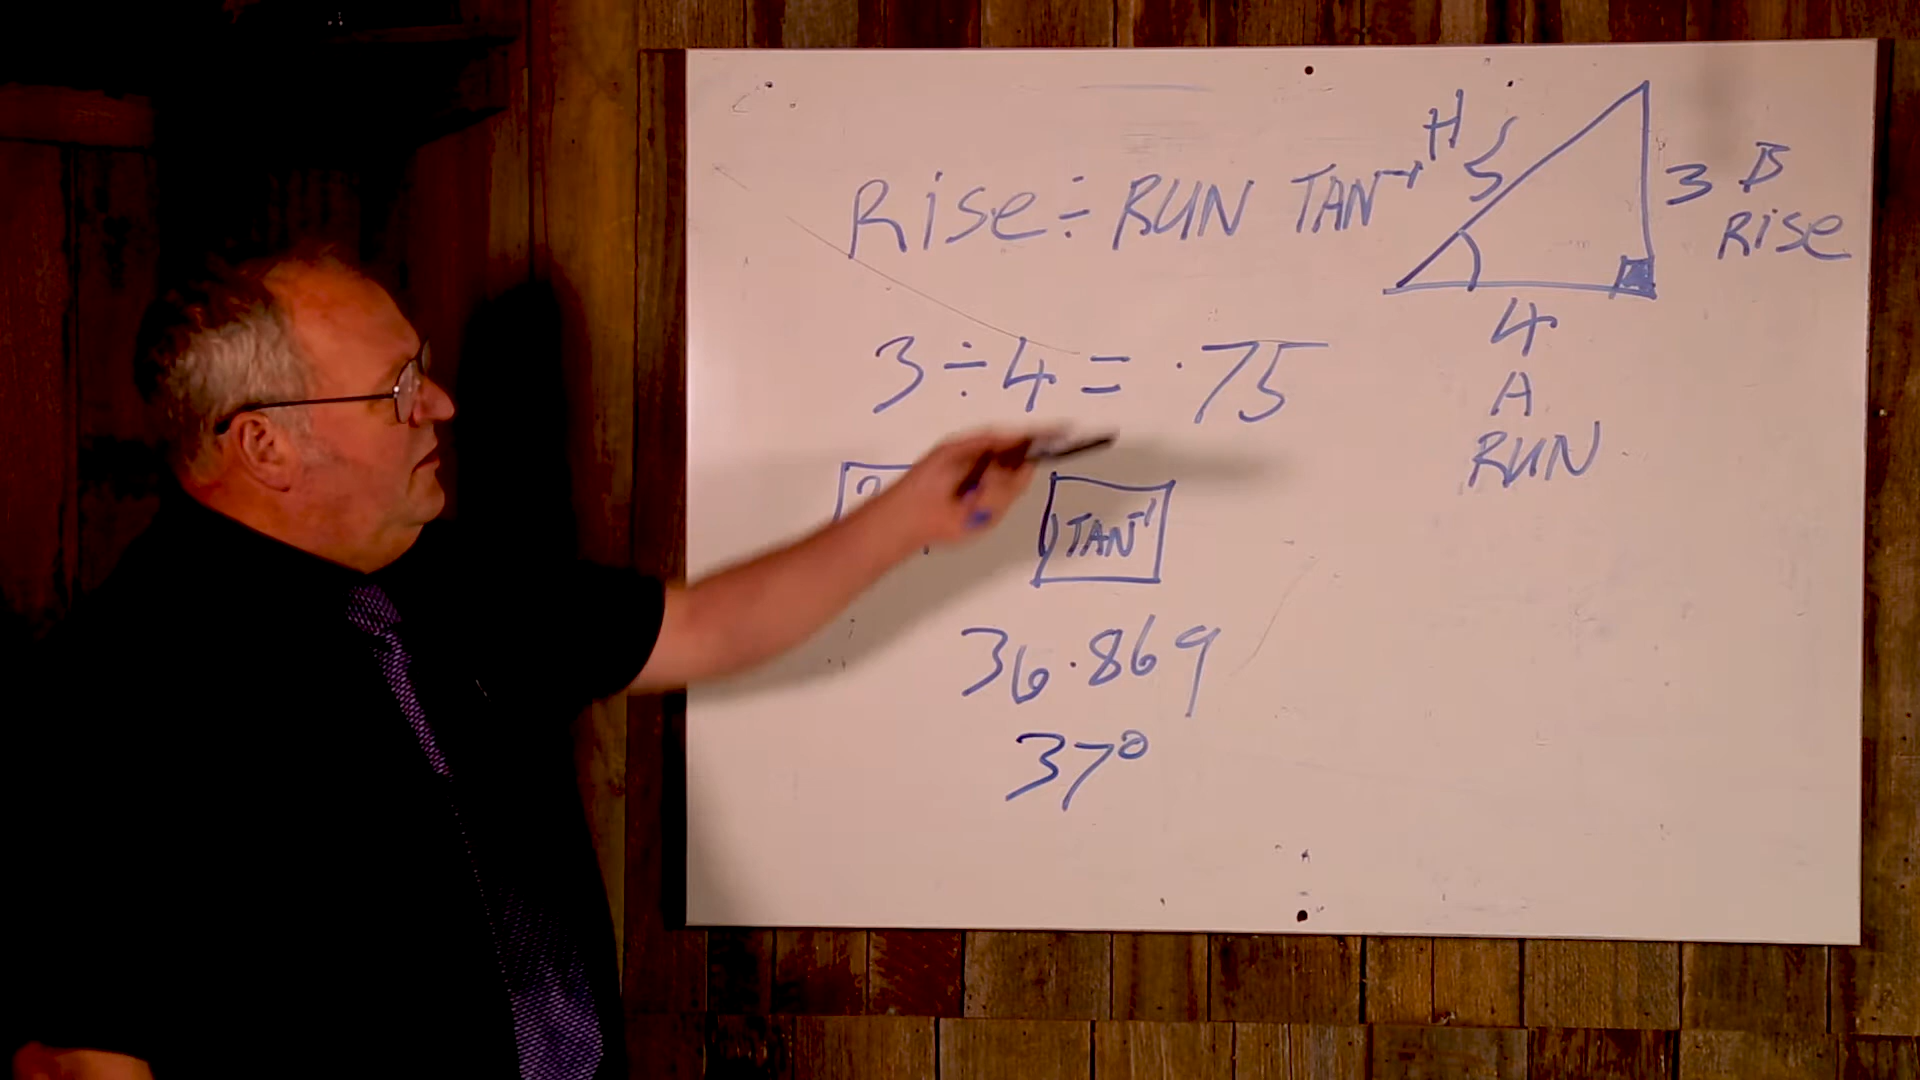 Rise ÷ RUN TAN⁻¹
H 5
3 B
Rise
4
A
RUN
3 ÷ 4 = .75
TAN⁻¹
36.869
37°